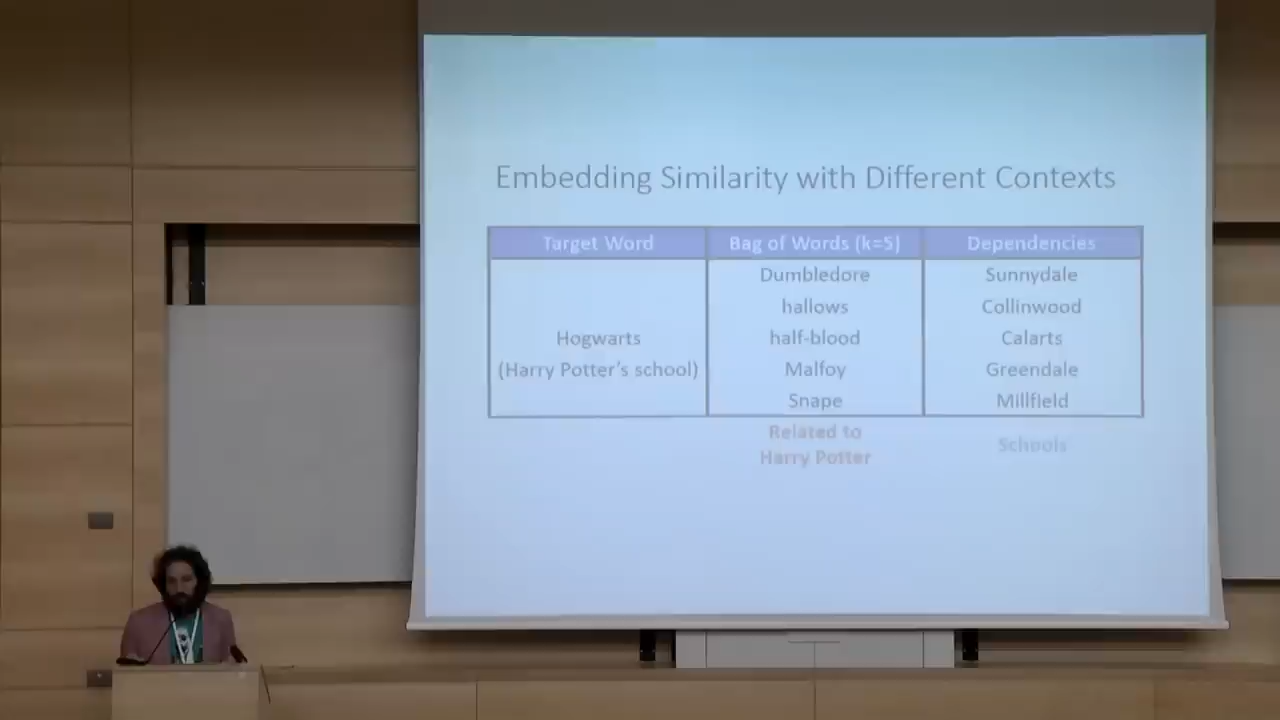 Embedding Similarity with Different Contexts
Target Word
Bag of Words (k=5)
Dependencies
Hogwarts
(Harry Potter's school)
Dumbledore
hallows
half-blood
Malfoy
Snape
Sunnydale
Collinwood
Calarts
Greendale
Millfield
Related to
Harry Potter
Schools